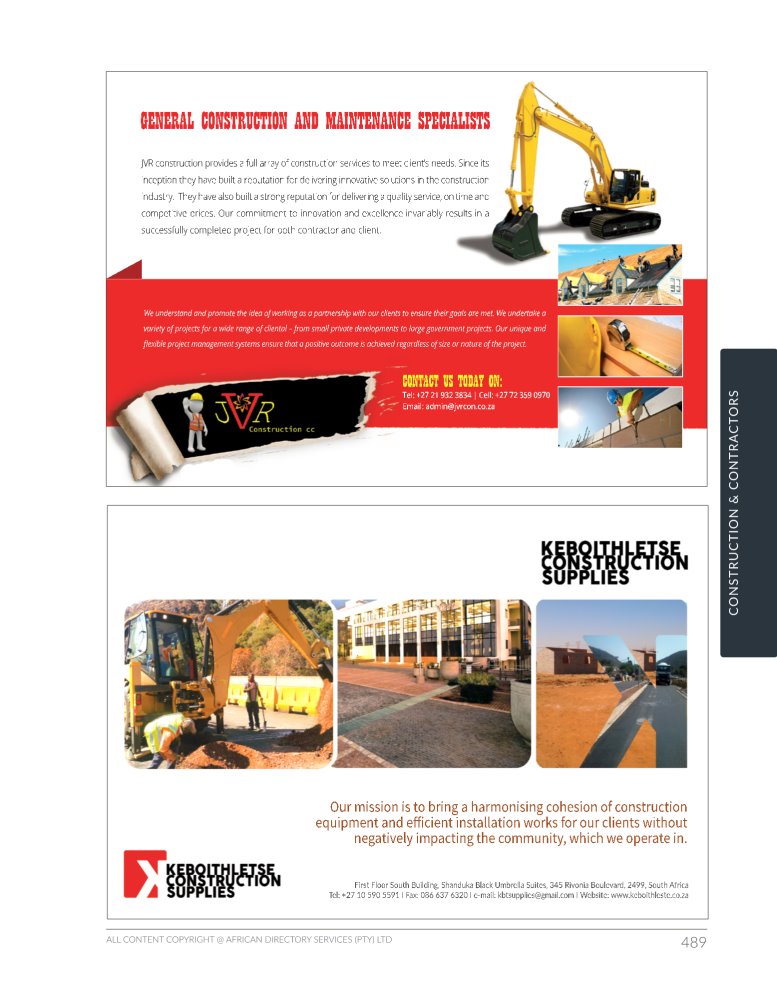 GENERAL CONSTRUCTION AND MAINTENANCE SPECIALISTS
JVR construction provides a full array of construction services to meet client's needs. Since its
inception they have built a reputation for delivering innovative solutions in the construction
industry. They have also built a strong reputation for delivering a quality service, on time and
competitive prices. Our commitment to innovation and excellence invariably results in a
successfully completed project for both contractor and client.
We understand and promote the idea of working as a partnership with our clients to ensure their goals are met. We undertake a
variety of projects for a wide range of cliental – from small private developments to large government projects. Our unique and
flexible project management systems ensure that a positive outcome is achieved regardless of size or nature of the project.
CONTACT US TODAY ON:
Tel: +27 21 932 3834 | Cell: +27 72 359 0970
Email: admin@jvrcon.co.za
JVR
Construction cc
CONSTRUCTION & CONTRACTORS
KEBOITHLETSE
CONSTRUCTION
SUPPLIES
Our mission is to bring a harmonising cohesion of construction
equipment and efficient installation works for our clients without
negatively impacting the community, which we operate in.
KEBOITHLETSE
CONSTRUCTION
SUPPLIES
First Floor South Building, Shanduka Black Umbrella Suites, 345 Rivonia Boulevard, 2499, South Africa
Tel: +27 10 590 5591 I Fax: 086 637 6320 I e-mail: kbtsupplies@gmail.com I Website: www.keboithletse.co.za
ALL CONTENT COPYRIGHT @ AFRICAN DIRECTORY SERVICES (PTY) LTD
489